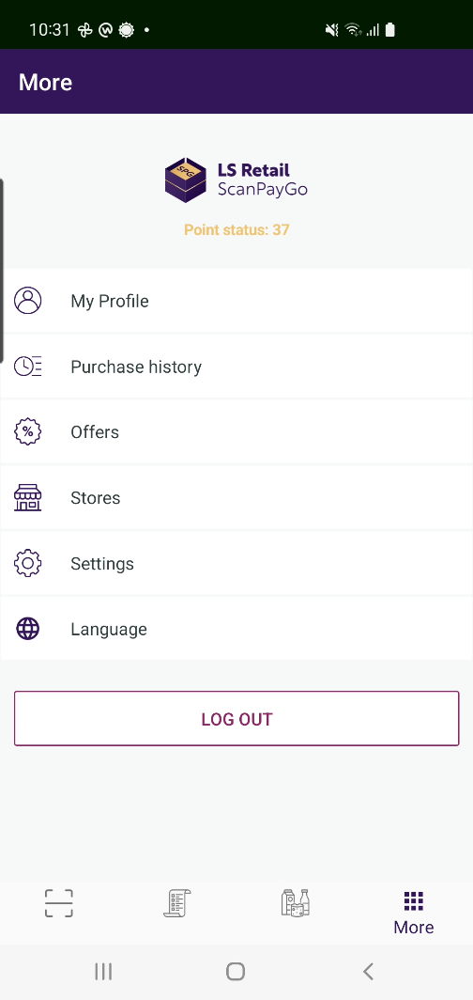 10:31
More
SPG
LS Retail
ScanPayGo
Point status: 37
My Profile
Purchase history
Offers
Stores
Settings
Language
LOG OUT
More